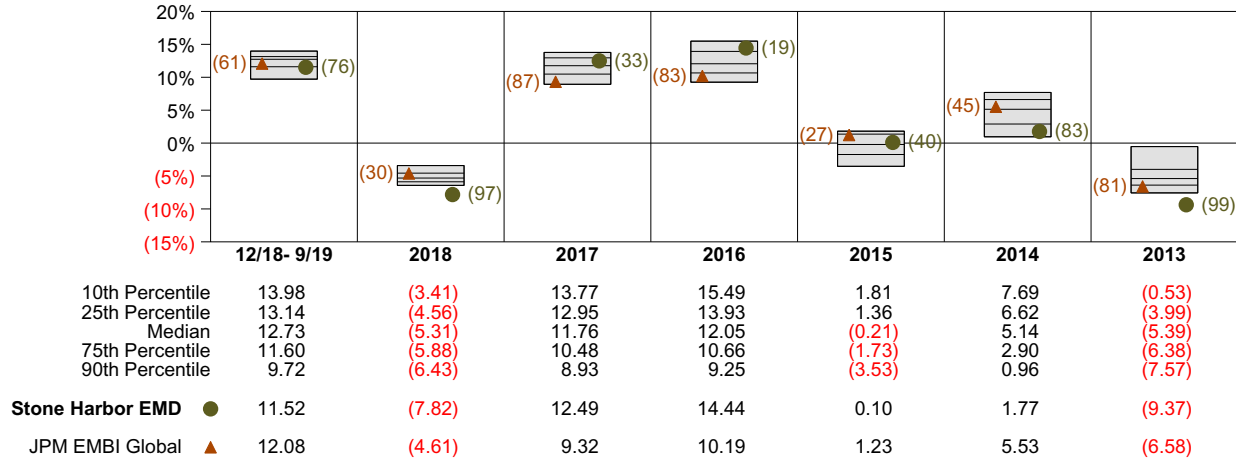 20%
15%
10%
5%
0%
(5%)
(10%)
(15%)
(61) (76) (30) (97) (87) (33) (83) (19) (27) (40) (45) (83) (81) (99)
12/18- 9/19 2018 2017 2016 2015 2014 2013
10th Percentile 13.98 (3.41) 13.77 15.49 1.81 7.69 (0.53)
25th Percentile 13.14 (4.56) 12.95 13.93 1.36 6.62 (3.99)
Median 12.73 (5.31) 11.76 12.05 (0.21) 5.14 (5.39)
75th Percentile 11.60 (5.88) 10.48 10.66 (1.73) 2.90 (6.38)
90th Percentile 9.72 (6.43) 8.93 9.25 (3.53) 0.96 (7.57)
Stone Harbor EMD 11.52 (7.82) 12.49 14.44 0.10 1.77 (9.37)
JPM EMBI Global 12.08 (4.61) 9.32 10.19 1.23 5.53 (6.58)